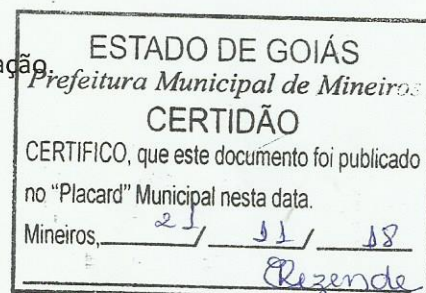 ação.
ESTADO DE GOIÁS
Prefeitura Municipal de Mineiros
CERTIDÃO
CERTIFICO, que este documento foi publicado
no “Placard” Municipal nesta data.
Mineiros, 21 / 11 / 18
Rezende